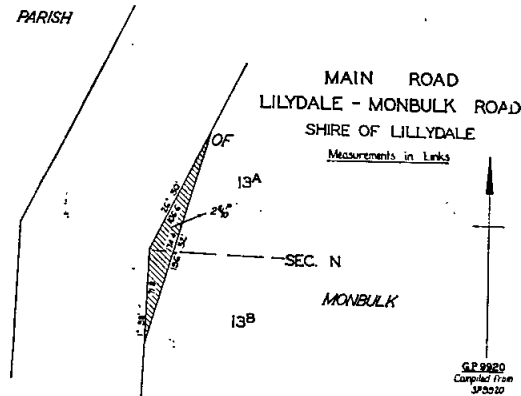 PARISH
MAIN ROAD
LILYDALE - MONBULK ROAD
SHIRE OF LILLYDALE
Measurements in Links
OF
13A
SEC. N
MONBULK
13B
G.P. 9920
Compiled from